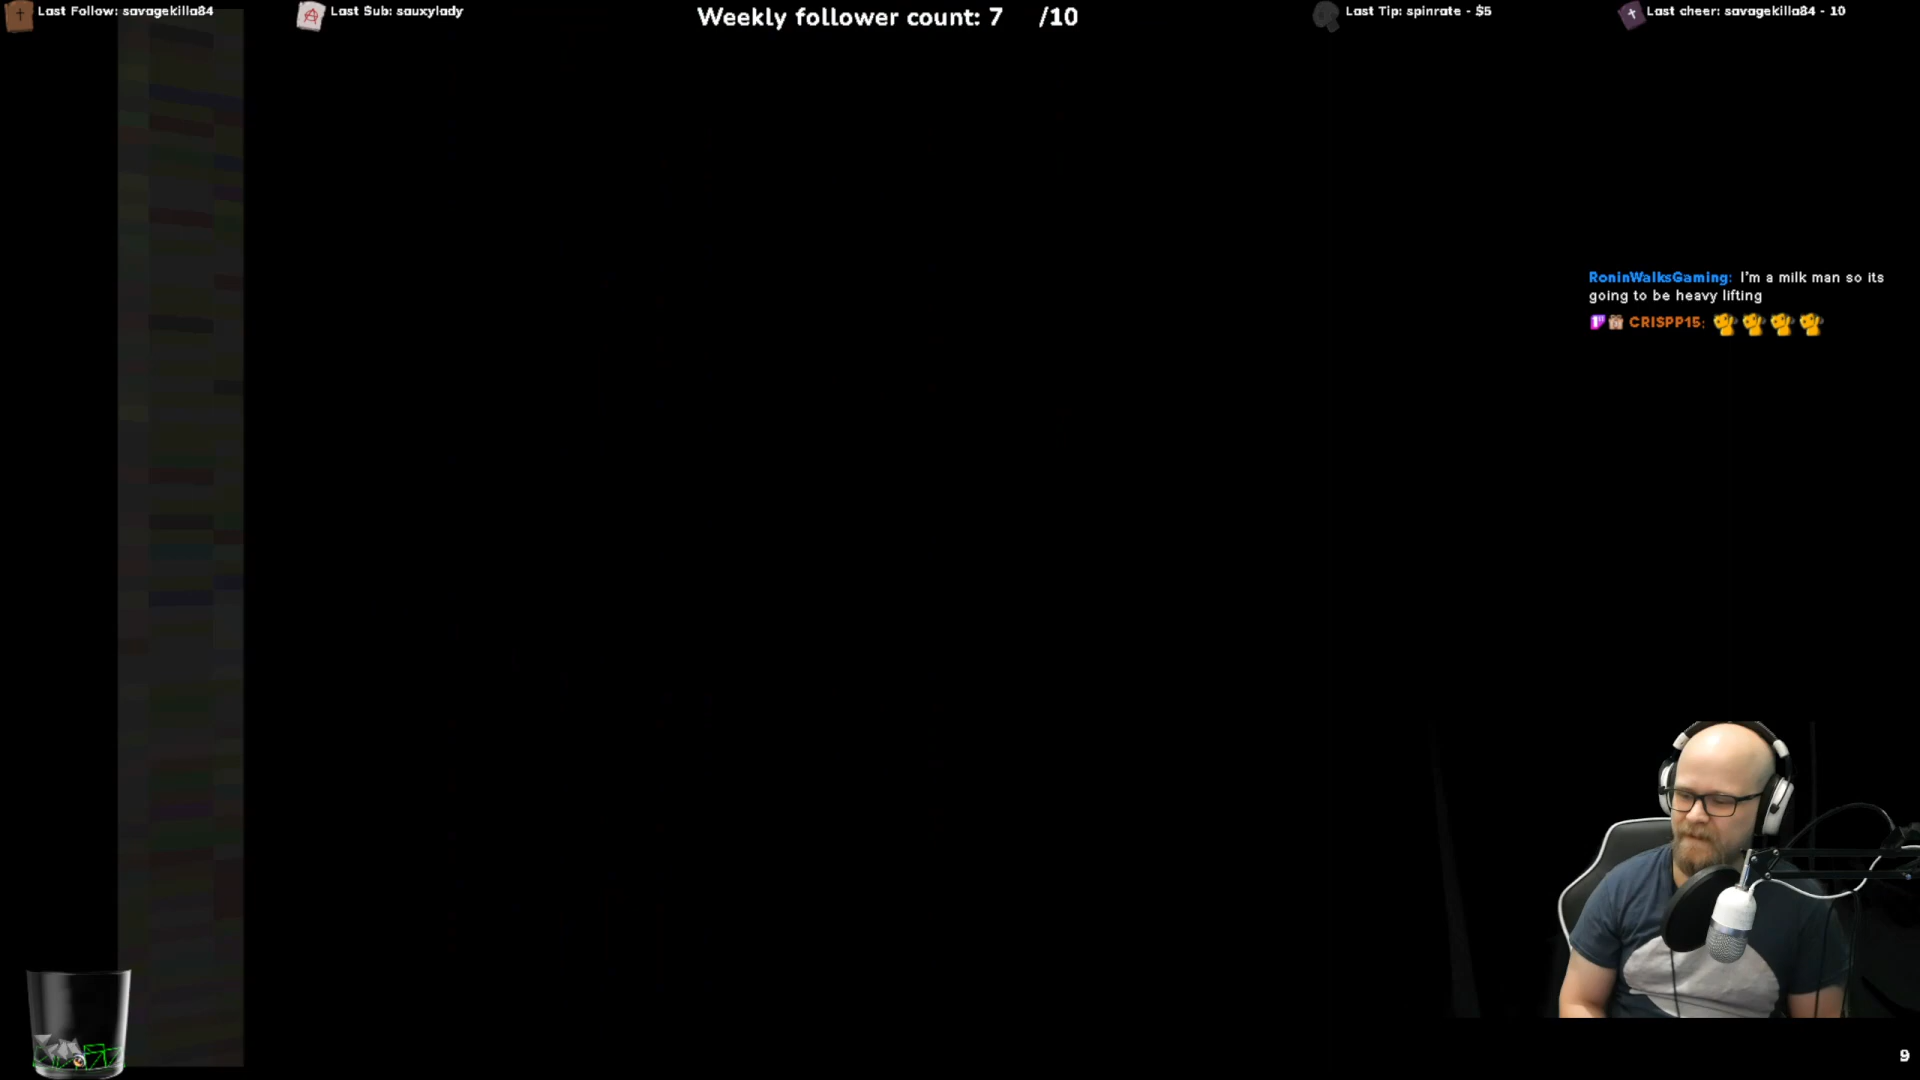 Last Follow: savagekilla84
Last Sub: sauxylady
Weekly follower count: 7 /10
Last Tip: spinrate - $5
Last cheer: savagekilla84 - 10
RoninWalksGaming: I'm a milk man so its
going to be heavy lifting
CRISPP15:
9